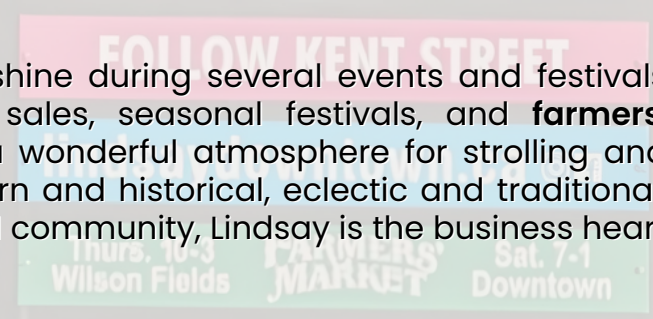 FOLLOW KENT STREET
shine during several events and festivals
sales, seasonal festivals, and farmers
wonderful atmosphere for strolling and
rn and historical, eclectic and traditional
community, Lindsay is the business hear
lindsaydowntown.ca
Thurs. 10-3
Wilson Fields
FARMERS' MARKET
Sat. 7-1
Downtown